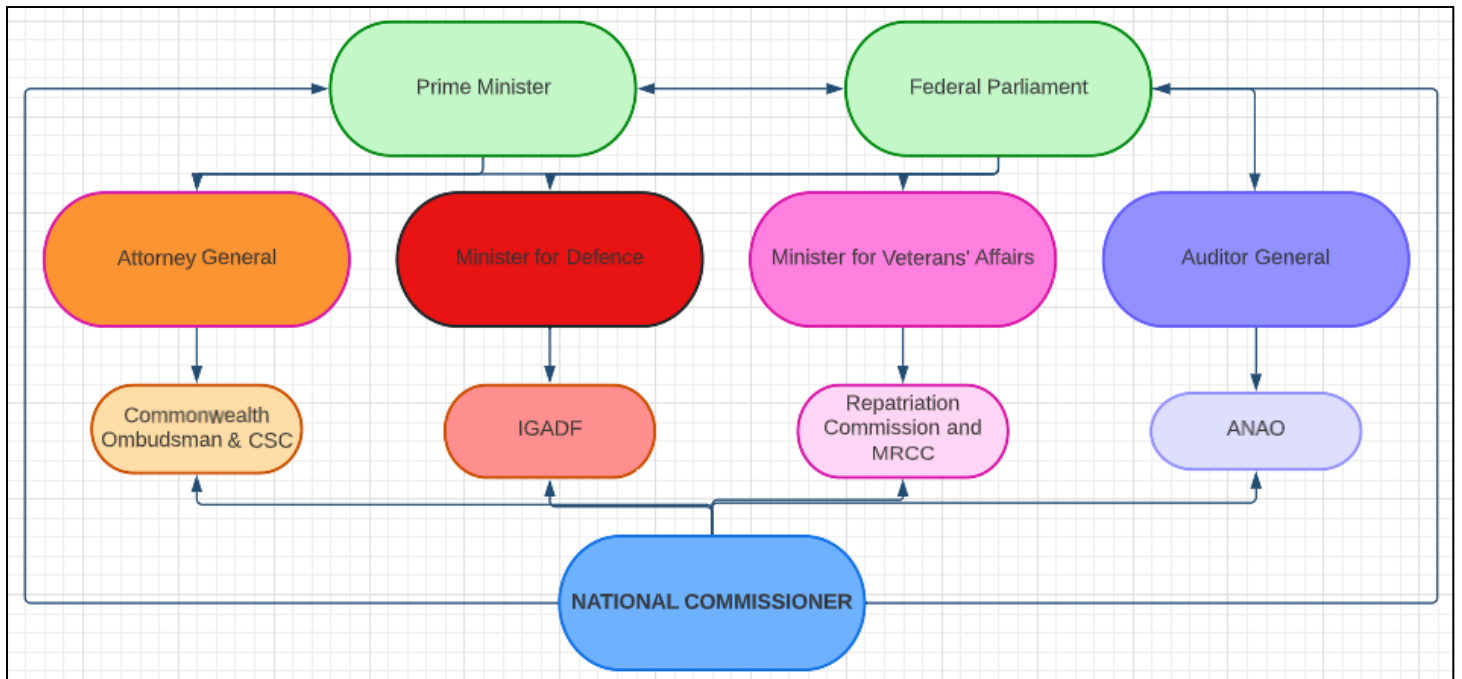 Prime Minister
Federal Parliament
Attorney General
Minister for Defence
Minister for Veterans' Affairs
Auditor General
Commonwealth
Ombudsman & CSC
IGADF
Repatriation
Commission and
MRCC
ANAO
NATIONAL COMMISSIONER